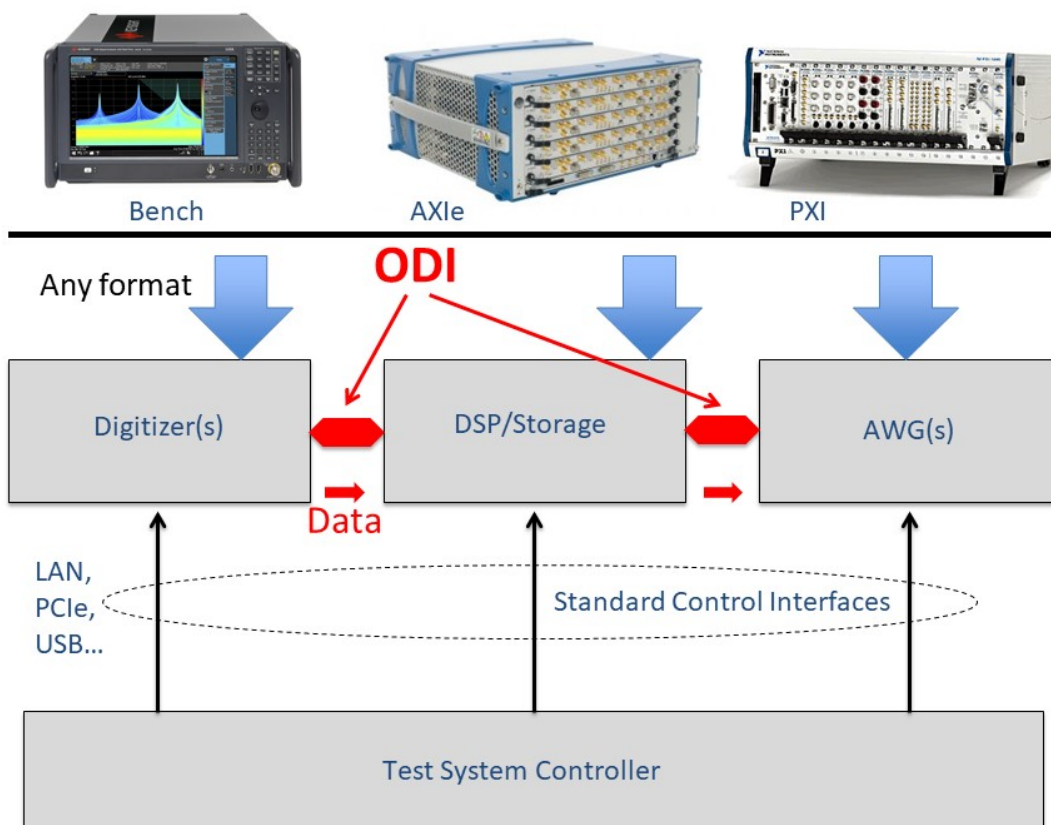 Bench
AXIe
PXI
ODI
Any format
Digitizer(s)
DSP/Storage
AWG(s)
Data
LAN,
PCIe,
USB...
Standard Control Interfaces
Test System Controller